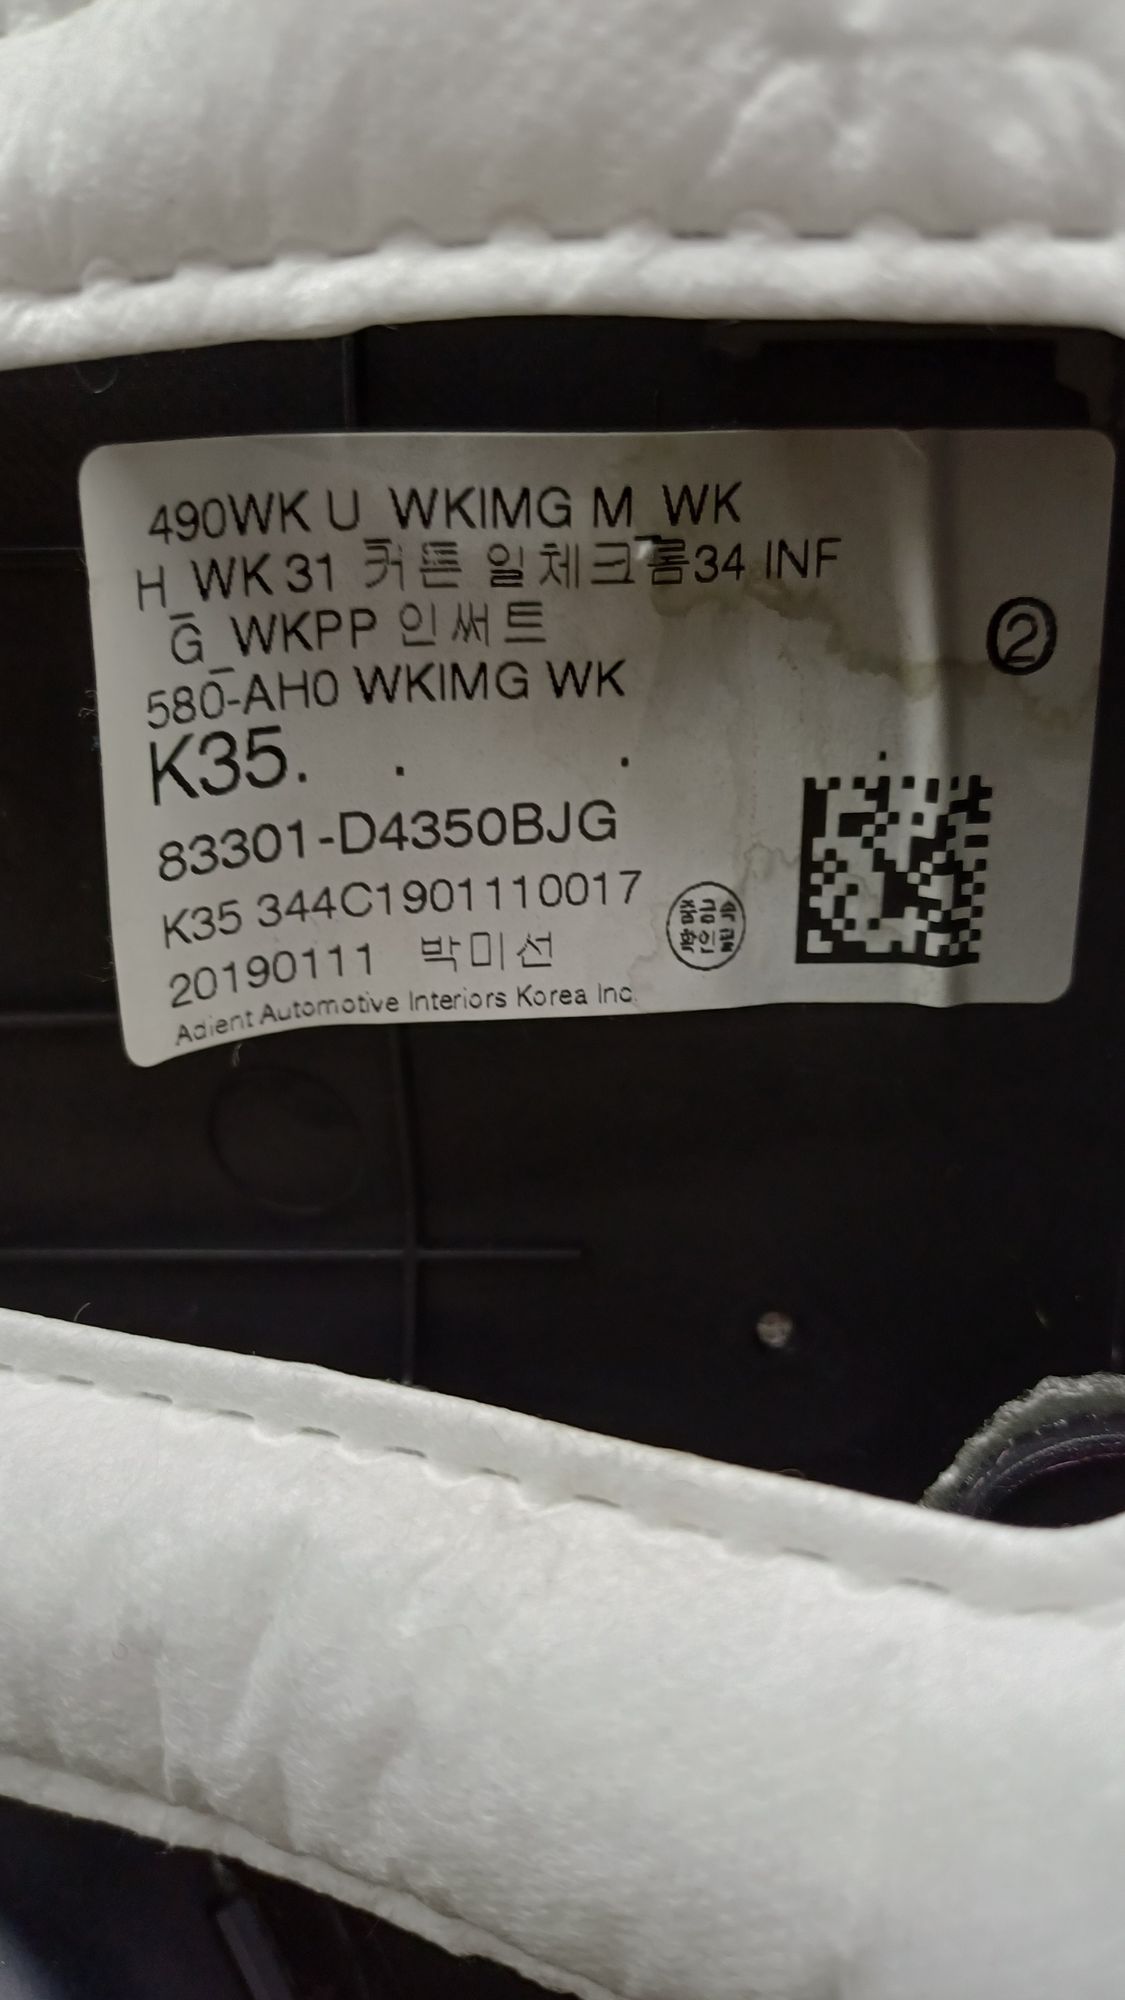 490WK U_WKIMG M_WK
H_WK 31 커튼 일체크롬34 INF
G_WKPP 인써트
②
580-AH0 WKIMG WK
K35. . .
83301-D4350BJG
K35 344C1901110017
중금속
확인필
20190111 박미선
Adient Automotive Interiors Korea Inc.